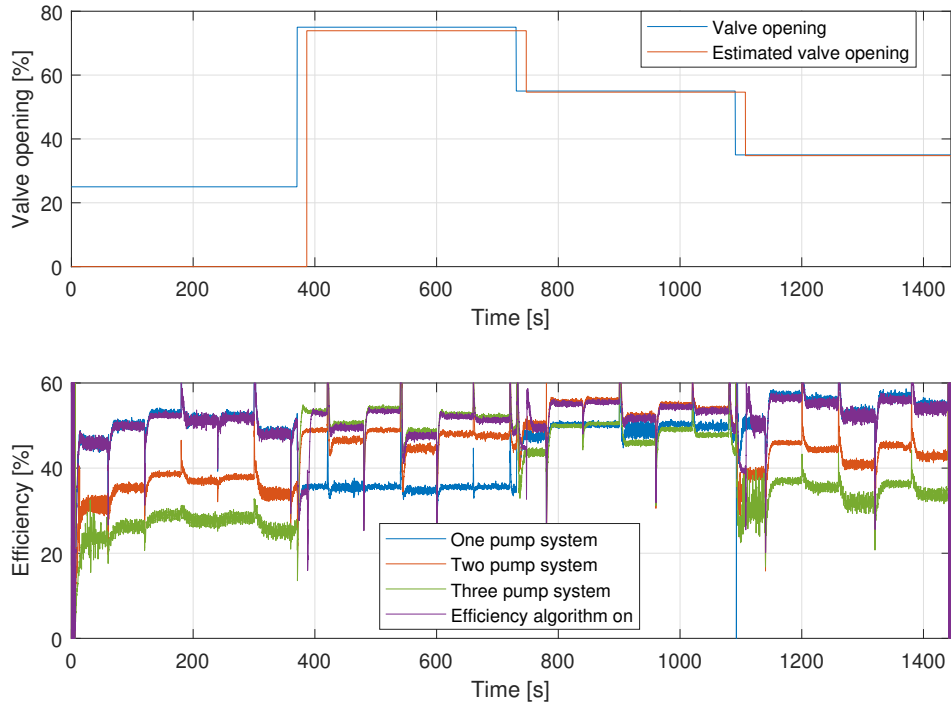 80
60
40
20
0
Valve opening [%]
Valve opening
Estimated valve opening
0 200 400 600 800 1000 1200 1400
Time [s]
60
40
20
0
Efficiency [%]
One pump system
Two pump system
Three pump system
Efficiency algorithm on
0 200 400 600 800 1000 1200 1400
Time [s]